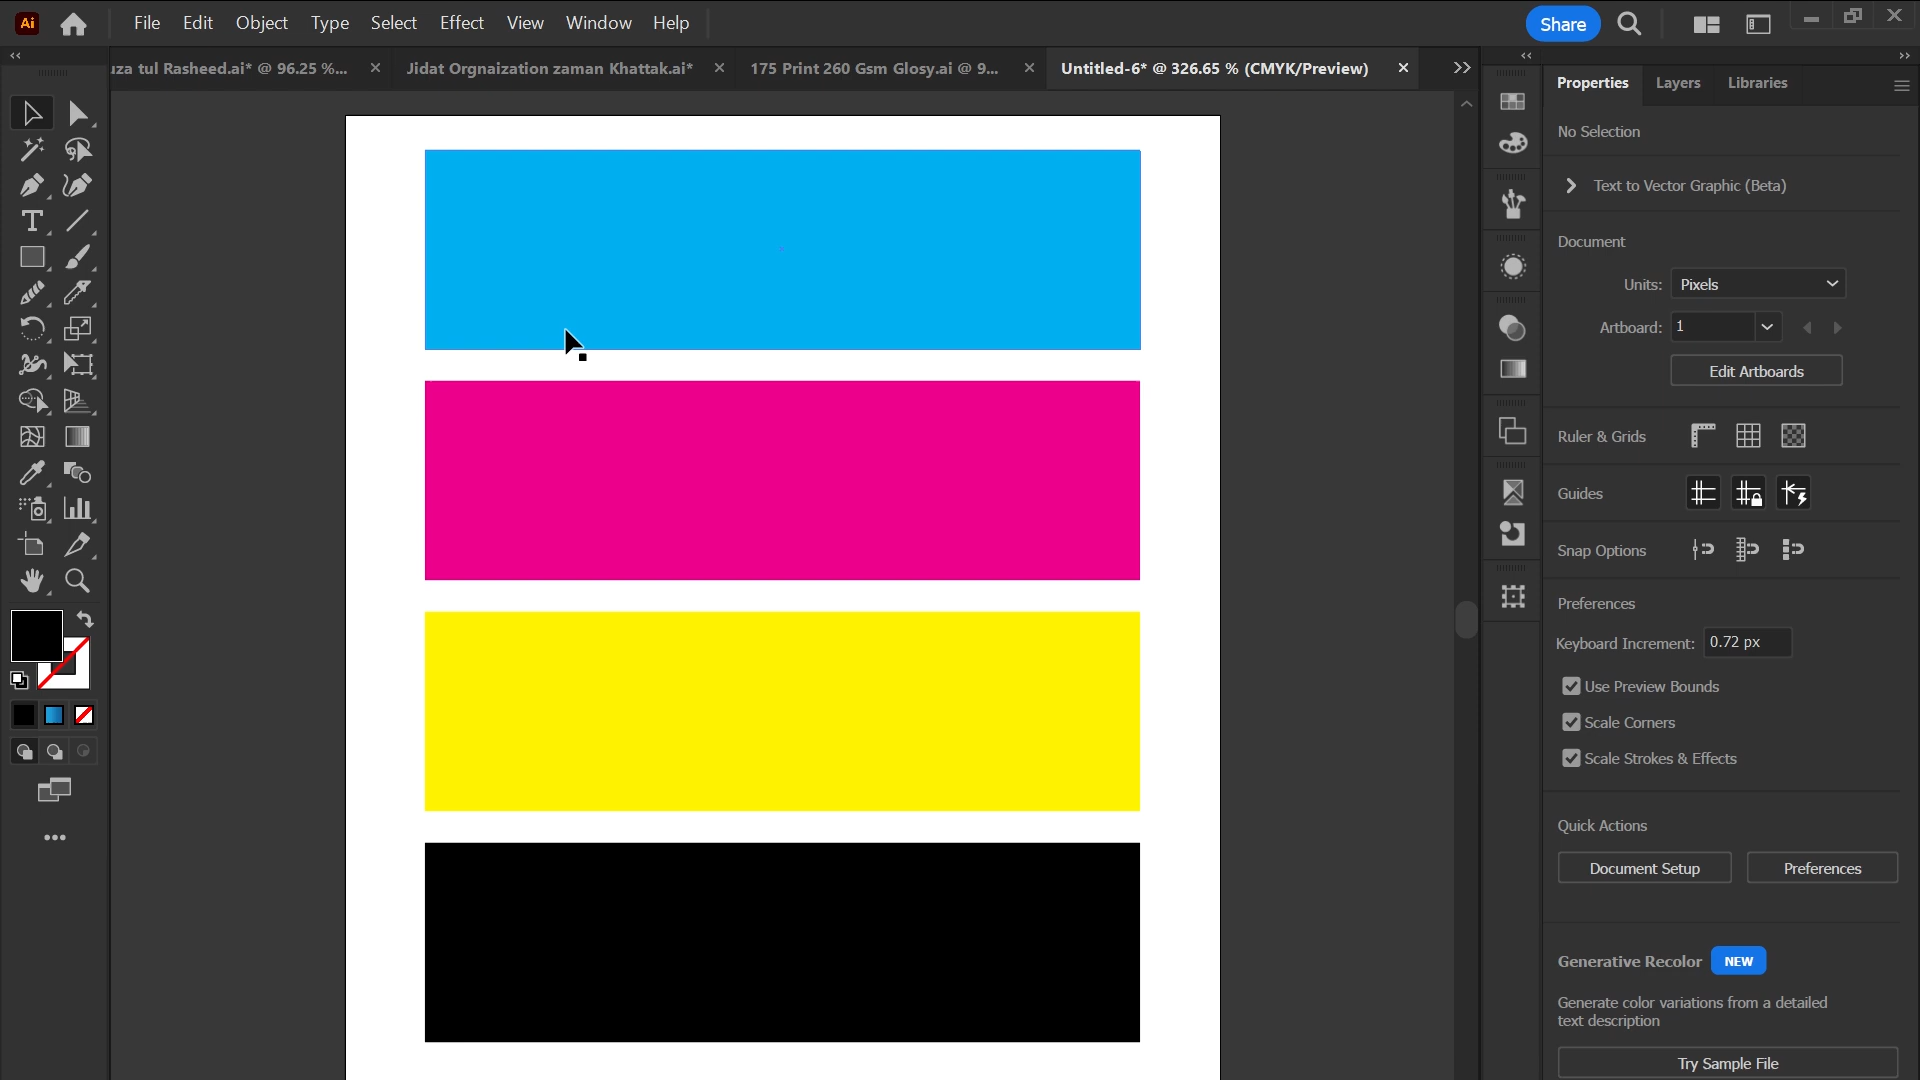 Ai File Edit Object Type Select Effect View Window Help Share
uza tul Rasheed.ai* @ 96.25 %... Jidat Orgnaization zaman Khattak.ai* 175 Print 260 Gsm Glosy.ai @ 9... Untitled-6* @ 326.65 % (CMYK/Preview)
Properties Layers Libraries
No Selection
Text to Vector Graphic (Beta)
Document
Units: Pixels
Artboard: 1
Edit Artboards
Ruler & Grids
Guides
Snap Options
Preferences
Keyboard Increment: 0.72 px
Use Preview Bounds
Scale Corners
Scale Strokes & Effects
Quick Actions
Document Setup Preferences
Generative Recolor NEW
Generate color variations from a detailed
text description
Try Sample File